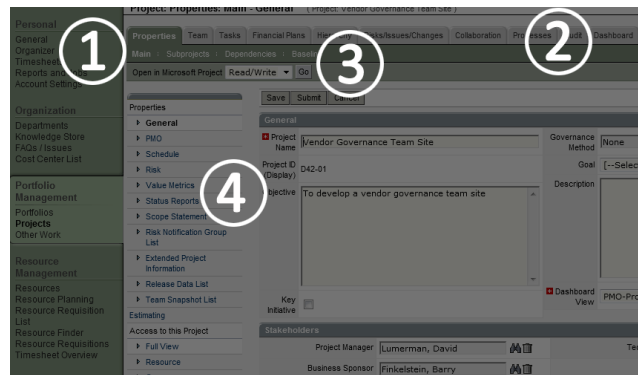 Project: Properties: Main - General ( Project: Vendor Governance Team Site )
Personal
General
Organizer
Reports and
Account Settings
Organization
Departments
Knowledge Store
FAQs / Issues
Cost Center List
Portfolio
Management
Portfolios
Projects
Other Work
Resource
Management
Resources
Resource Planning
Resource Requisition
List
Resource Finder
Resource Requisitions
Timesheet Overview
1
2
3
4
Properties Team Tasks Financial Plans Collaboration Audit Dashboard
Main Subprojects
Open in Microsoft Project Read/Write Go
Properties
General
PMO
Schedule
Risk
Value Metrics
Status Reports
Scope Statement
Risk Notification Group
List
Extended Project
Information
Release Data List
Team Snapshot List
Estimating
Access to this Project
Full View
Resource
Save Submit Cancel
General
Project
Name
Vendor Governance Team Site
Project ID
(Display)
D42-01
Objective
To develop a vendor governance team site
Key
Initiative
Governance
Method
None
Goal
Description
Dashboard
View
Stakeholders
Project Manager Lumerman, David
Business Sponsor Finkelstein, Barry